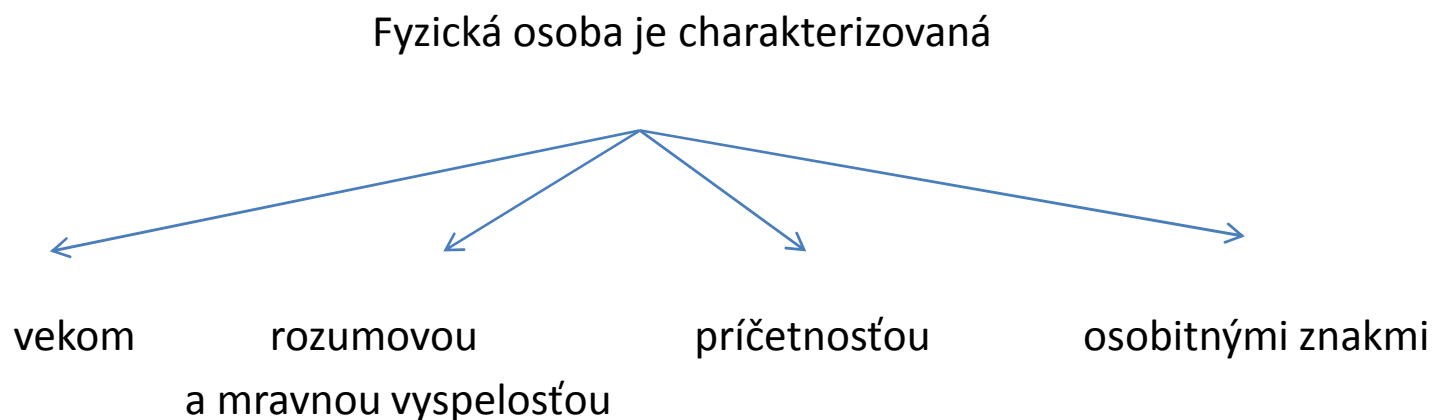 Fyzická osoba je charakterizovaná
vekom
rozumovou
a mravnou vyspelosťou
príčetnosťou
osobitnými znakmi